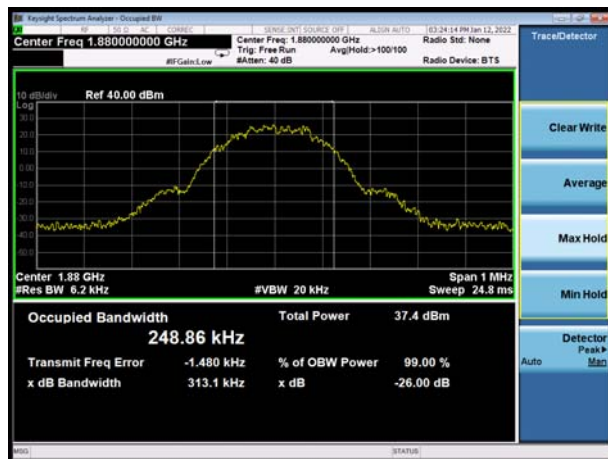 Keysight Spectrum Analyzer - Occupied BW
RF 50 Ω AC CORREC SENSE:INT SOURCE OFF ALIGN AUTO 03:24:14 PM Jan 12, 2022
Center Freq 1.880000000 GHz Center Freq: 1.880000000 GHz Radio Std: None Trace/Detector
Trig: Free Run Avg|Hold:>100/100
#IFGain:Low #Atten: 40 dB Radio Device: BTS
10 dB/div Ref 40.00 dBm
Log
30.0
20.0
10.0
0.00
-10.0
-20.0
-30.0
-40.0
-50.0
Clear Write
Average
Max Hold
Min Hold
Center 1.88 GHz Span 1 MHz
#Res BW 6.2 kHz #VBW 20 kHz Sweep 24.8 ms
Occupied Bandwidth Total Power 37.4 dBm
248.86 kHz
Transmit Freq Error -1.480 kHz % of OBW Power 99.00 %
x dB Bandwidth 313.1 kHz x dB -26.00 dB
Detector
Peak▶
Auto Man
MSG STATUS